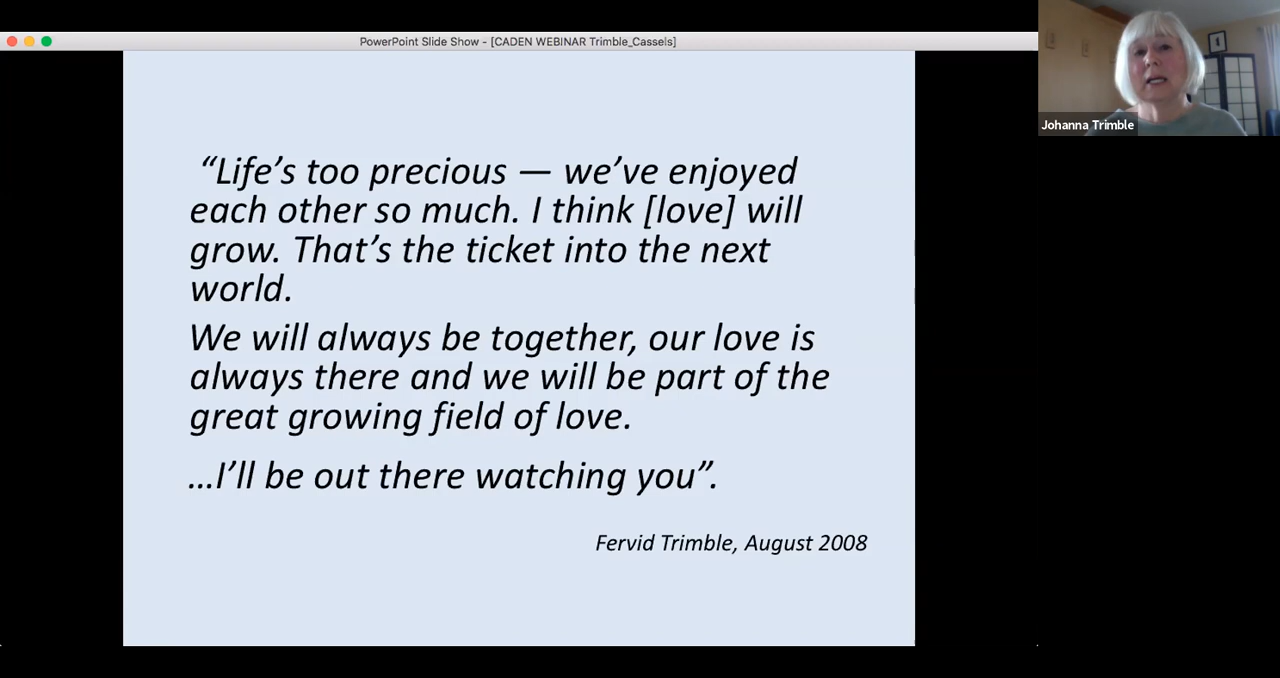 PowerPoint Slide Show - [CADEN WEBINAR Trimble_Cassels]
Johanna Trimble
“Life’s too precious — we’ve enjoyed
each other so much. I think [love] will
grow. That’s the ticket into the next
world.
We will always be together, our love is
always there and we will be part of the
great growing field of love.
…I’ll be out there watching you”.
Fervid Trimble, August 2008